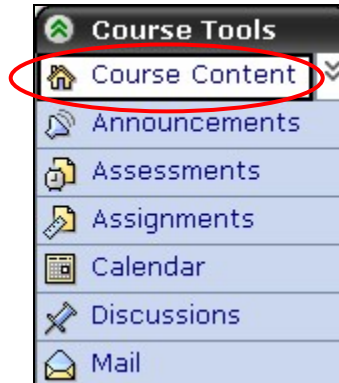 Course Tools
Course Content
Announcements
Assessments
Assignments
Calendar
Discussions
Mail